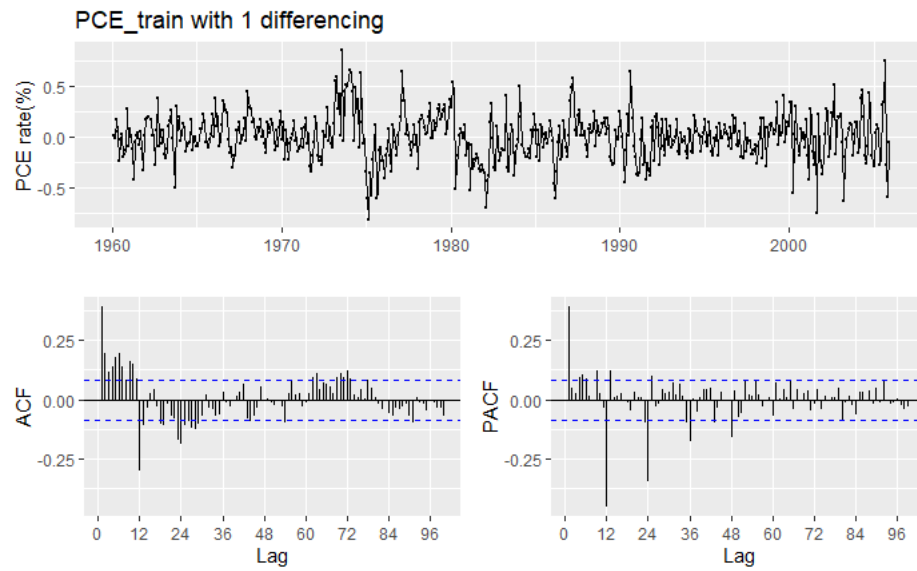 PCE_train with 1 differencing
PCE rate(%)
0.5
0.0
-0.5
1960 1970 1980 1990 2000
ACF
0.25
0.00
-0.25
0 12 24 36 48 60 72 84 96
Lag
PACF
0.25
0.00
-0.25
0 12 24 36 48 60 72 84 96
Lag